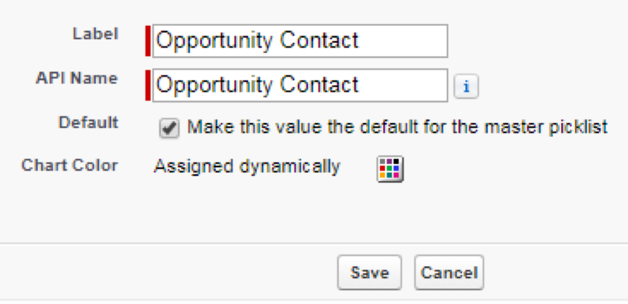 Label Opportunity Contact
API Name Opportunity Contact i
Default Make this value the default for the master picklist
Chart Color Assigned dynamically
Save Cancel